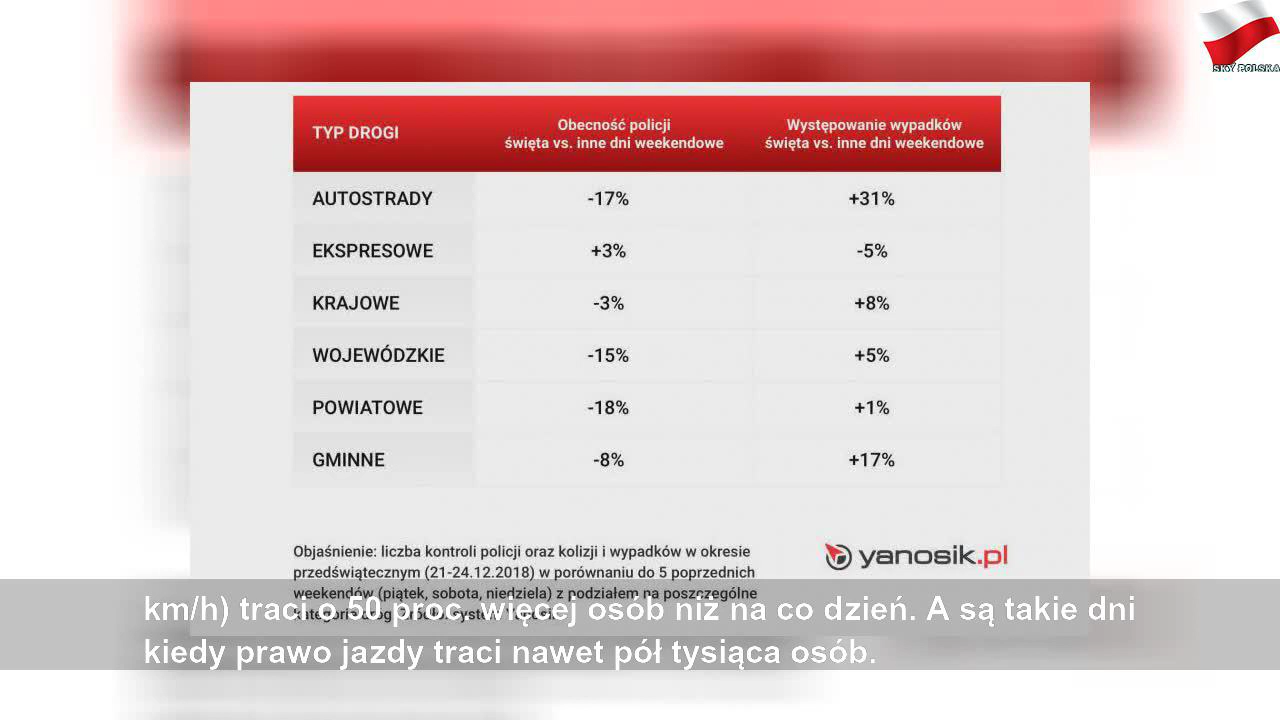 SKY POLSKA
TYP DROGI
Obecność policji
święta vs. inne dni weekendowe
Występowanie wypadków
święta vs. inne dni weekendowe
AUTOSTRADY -17% +31%
EKSPRESOWE +3% -5%
KRAJOWE -3% +8%
WOJEWÓDZKIE -15% +5%
POWIATOWE -18% +1%
GMINNE -8% +17%
Objaśnienie: liczba kontroli policji oraz kolizji i wypadków w okresie
przedświątecznym (21-24.12.2018) w porównaniu do 5 poprzednich
weekendów (piątek, sobota, niedziela) z podziałem na poszczególne
yanosik.pl
km/h) traci o 50 proc. więcej osób niż na co dzień. A są takie dni
kiedy prawo jazdy traci nawet pół tysiąca osób.